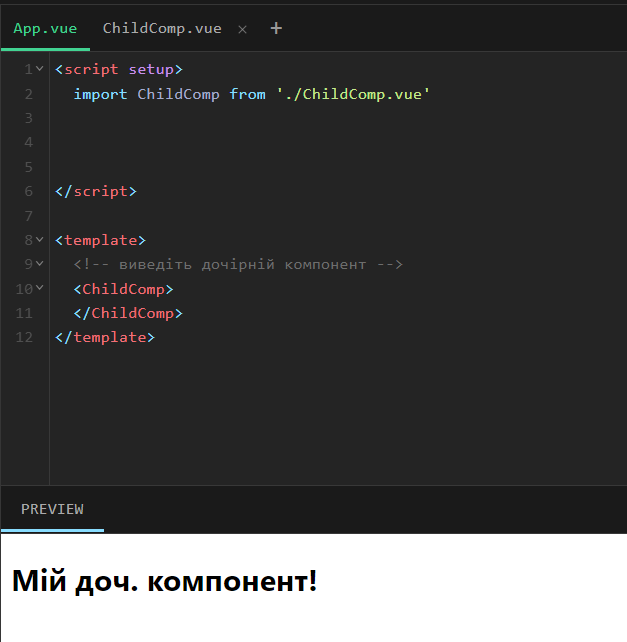 App.vue ChildComp.vue × +
1 <script setup>
2 import ChildComp from './ChildComp.vue'
3
4
5
6 </script>
7
8 <template>
9 <!-- виведіть дочірній компонент -->
10 <ChildComp>
11 </ChildComp>
12 </template>
PREVIEW
Мій доч. компонент!